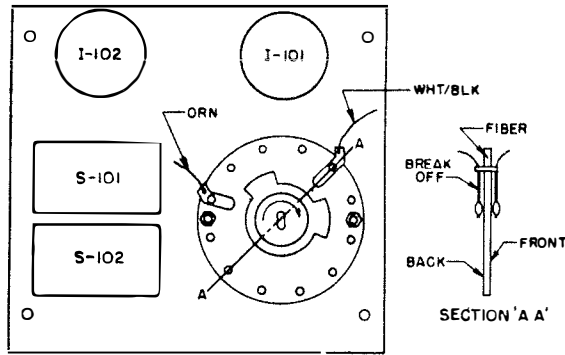 I-102
I-101
WHT/BLK
ORN
A
FIBER
BREAK
OFF
S-101
S-102
A
BACK
FRONT
SECTION 'A A'